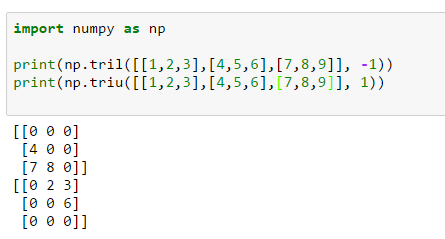 import numpy as np
print(np.tril([[1,2,3],[4,5,6],[7,8,9]], -1))
print(np.triu([[1,2,3],[4,5,6],[7,8,9]], 1))
[[0 0 0]
 [4 0 0]
 [7 8 0]]
[[0 2 3]
 [0 0 6]
 [0 0 0]]